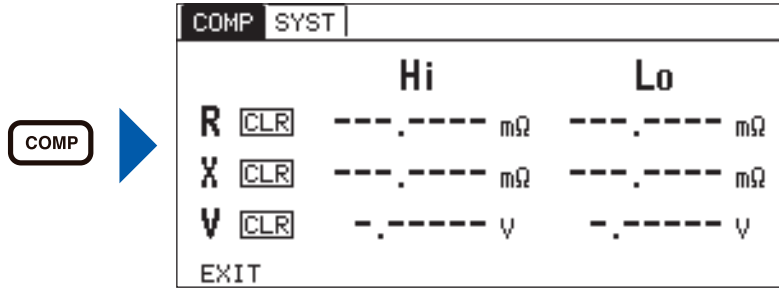 COMP SYST
Hi Lo
COMP
R CLR ---.---- mΩ ---.---- mΩ
X CLR ---.---- mΩ ---.---- mΩ
V CLR -.----- V -.----- V
EXIT